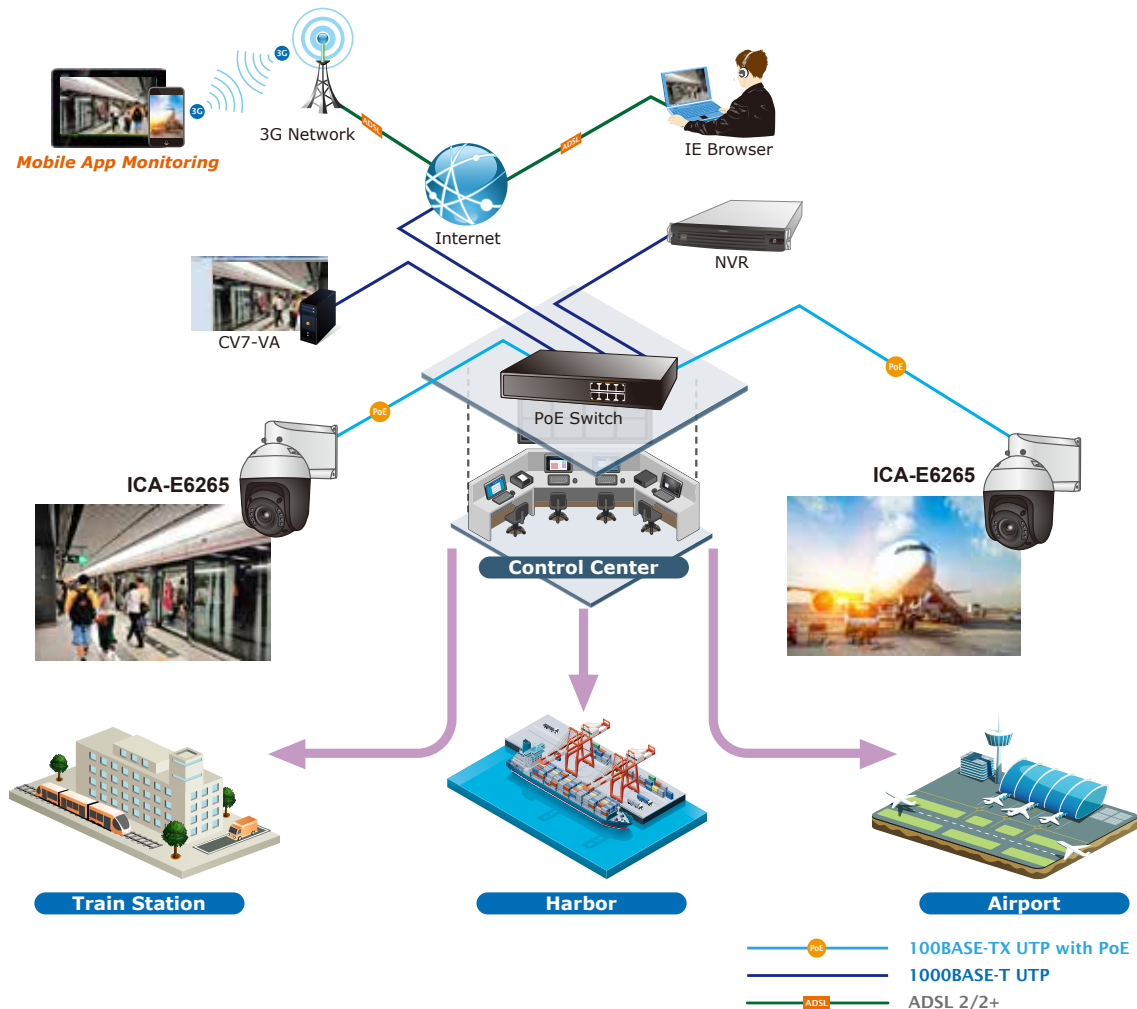 3G
3G
ADSL
3G Network
ADSL
IE Browser
Mobile App Monitoring
Internet
NVR
CV7-VA
PoE
PoE
PoE Switch
ICA-E6265
ICA-E6265
Control Center
Train Station
Harbor
Airport
PoE
100BASE-TX UTP with PoE
1000BASE-T UTP
ADSL
ADSL 2/2+